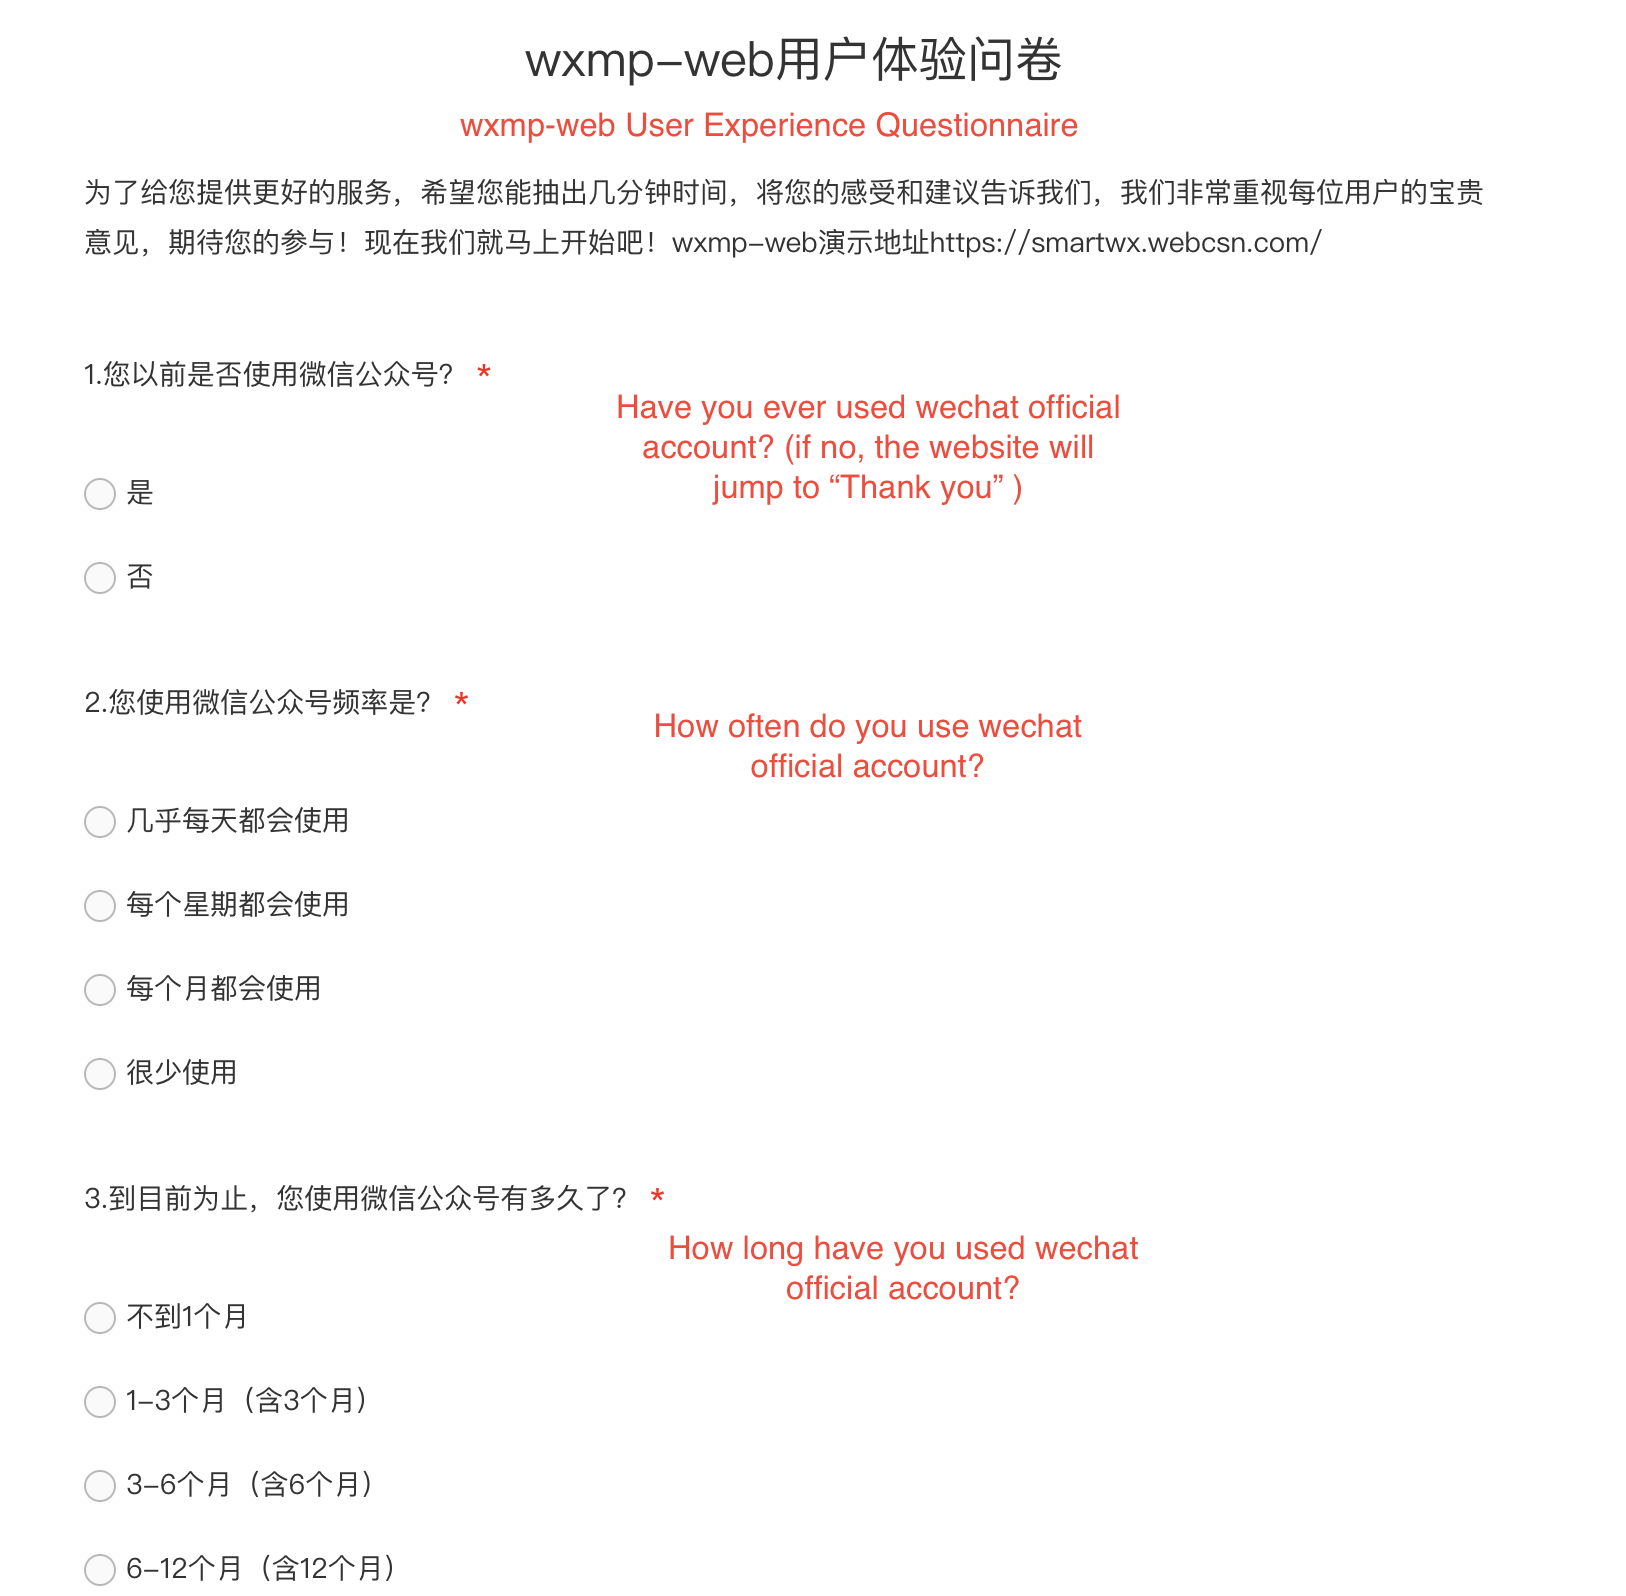 wxmp-web用户体验问卷
wxmp-web User Experience Questionnaire
为了给您提供更好的服务，希望您能抽出几分钟时间，将您的感受和建议告诉我们，我们非常重视每位用户的宝贵
意见，期待您的参与！现在我们就马上开始吧！wxmp-web演示地址https://smartwx.webcsn.com/
1.您以前是否使用微信公众号? *
Have you ever used wechat official
account? (if no, the website will
jump to “Thank you” )
是
否
2.您使用微信公众号频率是? *
How often do you use wechat
official account?
几乎每天都会使用
每个星期都会使用
每个月都会使用
很少使用
3.到目前为止，您使用微信公众号有多久了? *
How long have you used wechat
official account?
不到1个月
1-3个月（含3个月）
3-6个月（含6个月）
6-12个月（含12个月）